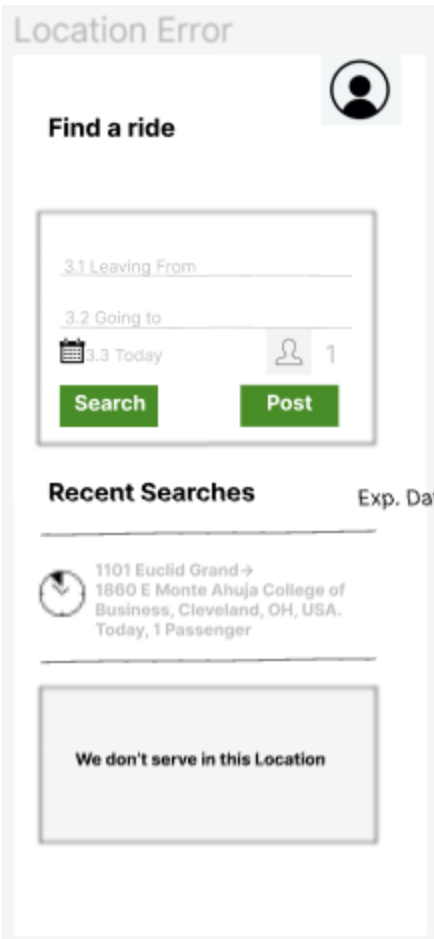 Location Error
Find a ride
3.1 Leaving From
3.2 Going to
3.3 Today
1
Search
Post
Recent Searches
Exp. Dat
1101 Euclid Grand→
1860 E Monte Ahuja College of
Business, Cleveland, OH, USA.
Today, 1 Passenger
We don't serve in this Location